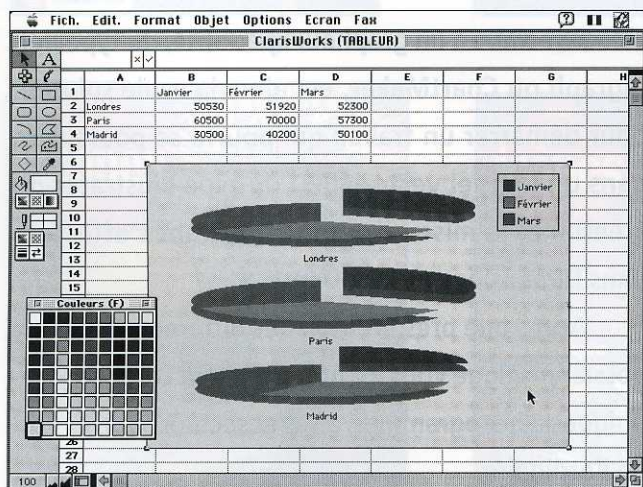 Fich. Edit. Format Objet Options Ecran Fax
ClarisWorks (TABLEUR)
A B C D E F G H
1 Janvier Février Mars
2 Londres 50530 51920 52300
3 Paris 60500 70000 57300
4 Madrid 30500 40200 50100
5
6
7
8
9
10
11
12
13
14
15
26
27
28
Janvier
Février
Mars
Londres
Paris
Madrid
Couleurs (F)
100